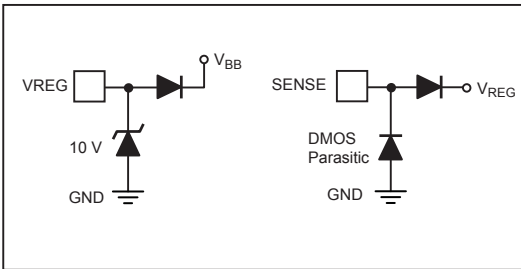 VREG
V_BB
10 V
GND
SENSE
V_REG
DMOS
Parasitic
GND